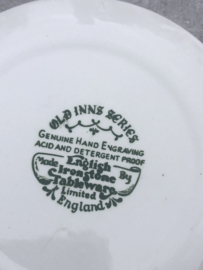 OLD INNS SERIES
GENUINE HAND ENGRAVING
ACID AND DETERGENT PROOF
Made English By
Ironstone
Tableware
Limited
England